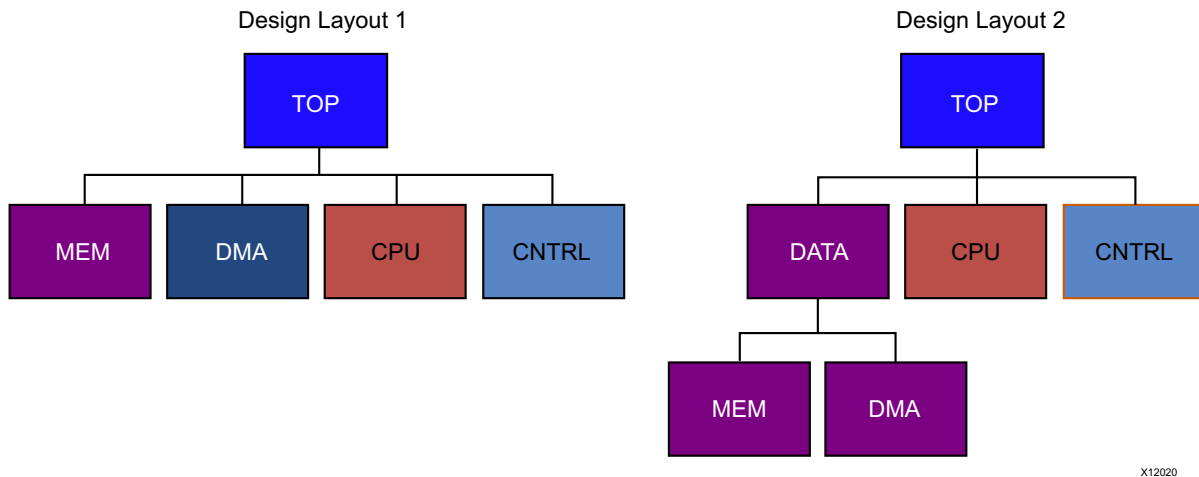 Design Layout 1
TOP
MEM
DMA
CPU
CNTRL
Design Layout 2
TOP
DATA
CPU
CNTRL
MEM
DMA
X12020